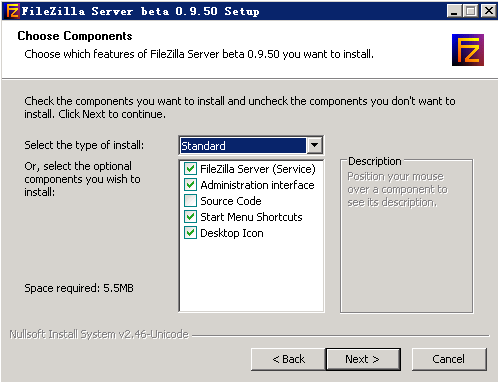 FileZilla Server beta 0.9.50 Setup
Choose Components
Choose which features of FileZilla Server beta 0.9.50 you want to install.
Check the components you want to install and uncheck the components you don't want to
install. Click Next to continue.
Select the type of install:
Standard
Or, select the optional
components you wish to
install:
FileZilla Server (Service)
Administration interface
Source Code
Start Menu Shortcuts
Desktop Icon
Description
Position your mouse
over a component to
see its description.
Space required: 5.5MB
Nullsoft Install System v2.46-Unicode
< Back
Next >
Cancel